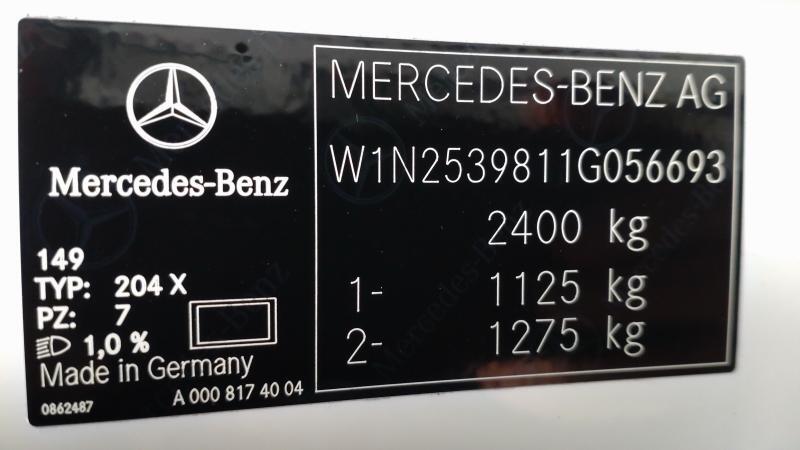 Mercedes-Benz
149
TYP: 204 X
PZ: 7
1,0 %
Made in Germany
0862487
A 000 817 40 04
MERCEDES-BENZ AG
W1N2539811G056693
2400 kg
1- 1125 kg
2- 1275 kg